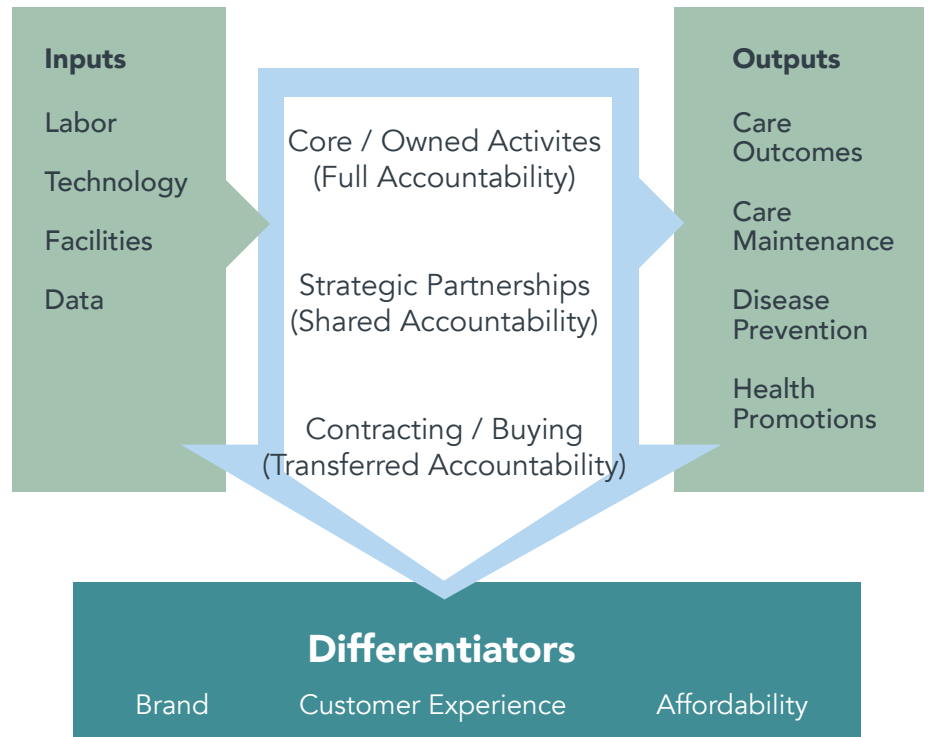 Inputs
Labor
Technology
Facilities
Data
Core / Owned Activites
(Full Accountability)
Strategic Partnerships
(Shared Accountability)
Contracting / Buying
(Transferred Accountability)
Outputs
Care
Outcomes
Care
Maintenance
Disease
Prevention
Health
Promotions
Differentiators
Brand Customer Experience Affordability